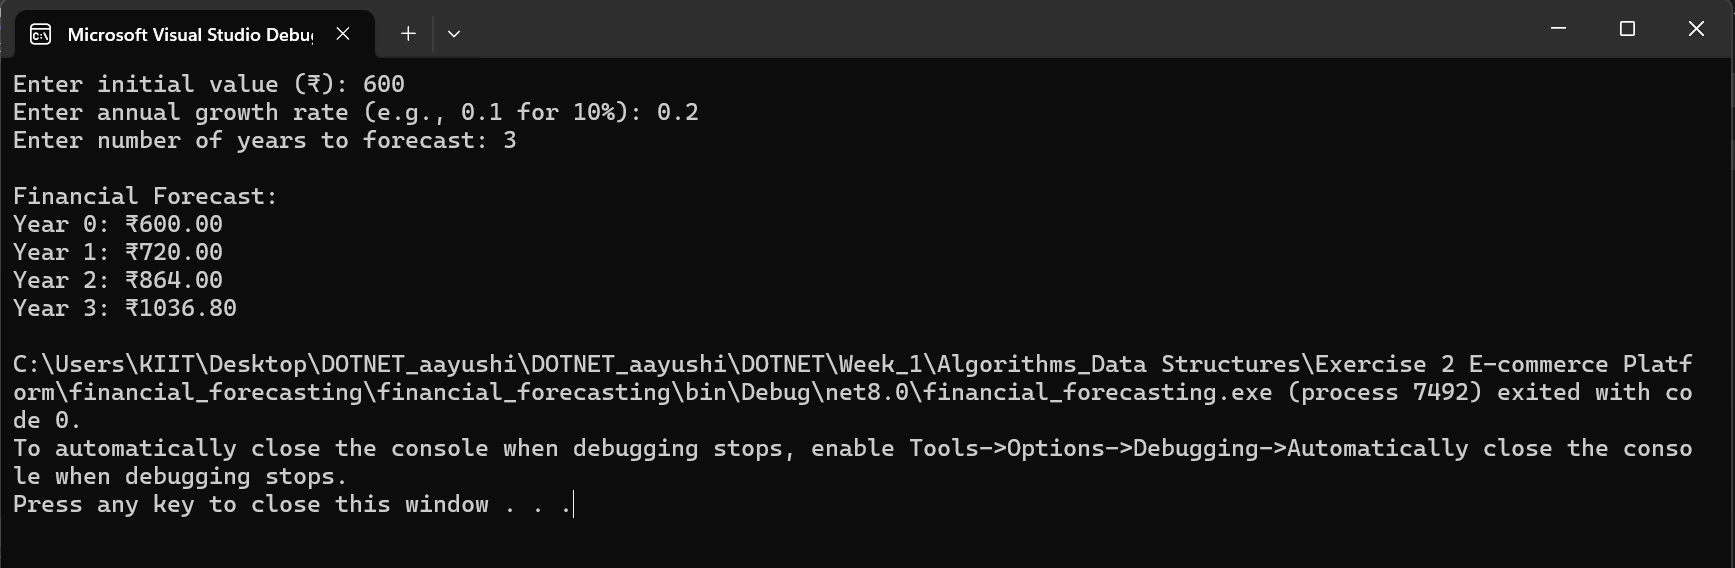 Microsoft Visual Studio Debu
Enter initial value (₹): 600
Enter annual growth rate (e.g., 0.1 for 10%): 0.2
Enter number of years to forecast: 3
Financial Forecast:
Year 0: ₹600.00
Year 1: ₹720.00
Year 2: ₹864.00
Year 3: ₹1036.80
C:\Users\KIIT\Desktop\DOTNET_aayushi\DOTNET_aayushi\DOTNET\Week_1\Algorithms_Data Structures\Exercise 2 E-commerce Platf
orm\financial_forecasting\financial_forecasting\bin\Debug\net8.0\financial_forecasting.exe (process 7492) exited with co
de 0.
To automatically close the console when debugging stops, enable Tools->Options->Debugging->Automatically close the conso
le when debugging stops.
Press any key to close this window . . .